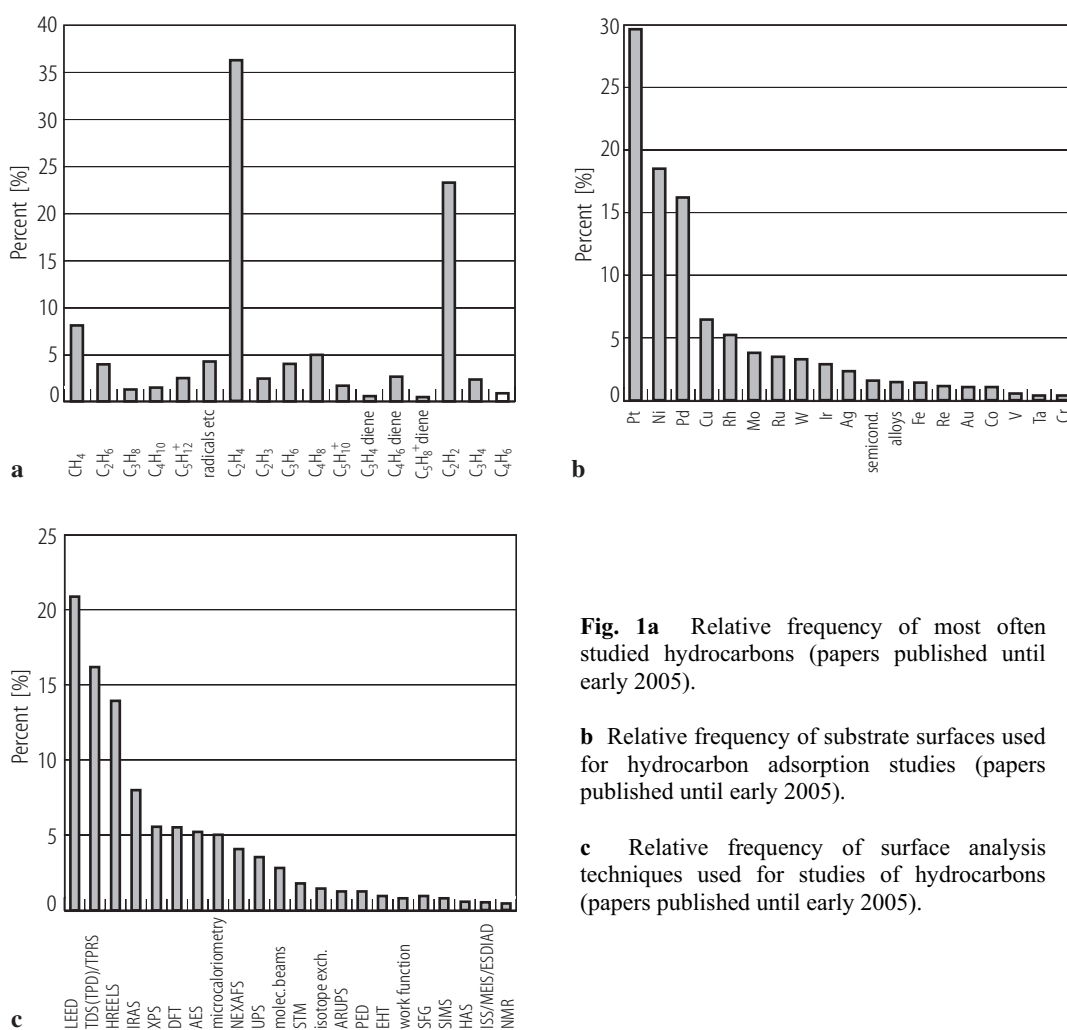 40
35
30
25
20
15
10
5
0
Percent [%]
CH₄
C₂H₆
C₃H₈
C₄H₁₀
C₅H₁₂⁺
radicals etc
C₂H₄
C₂H₃
C₃H₆
C₄H₈
C₅H₁₀⁺
C₃H₄ diene
C₄H₆ diene
C₅H₈⁺ diene
C₂H₂
C₃H₄
C₄H₆
a
30
25
20
15
10
5
0
Percent [%]
Pt
Ni
Pd
Cu
Rh
Mo
Ru
W
Ir
Ag
semicond.
alloys
Fe
Re
Au
Co
V
Ta
Cr
b
25
20
15
10
5
0
Percent [%]
LEED
TDS(TPD)/TPRS
HREELS
IRAS
XPS
DFT
AES
microcaloriometry
NEXAFS
UPS
molec.beams
STM
isotope exch.
ARUPS
PED
EHT
work function
SFG
SIMS
HAS
ISS/MEIS/ESDIAD
NMR
c
Fig. 1a Relative frequency of most often
studied hydrocarbons (papers published until
early 2005).
b Relative frequency of substrate surfaces used
for hydrocarbon adsorption studies (papers
published until early 2005).
c Relative frequency of surface analysis
techniques used for studies of hydrocarbons
(papers published until early 2005).